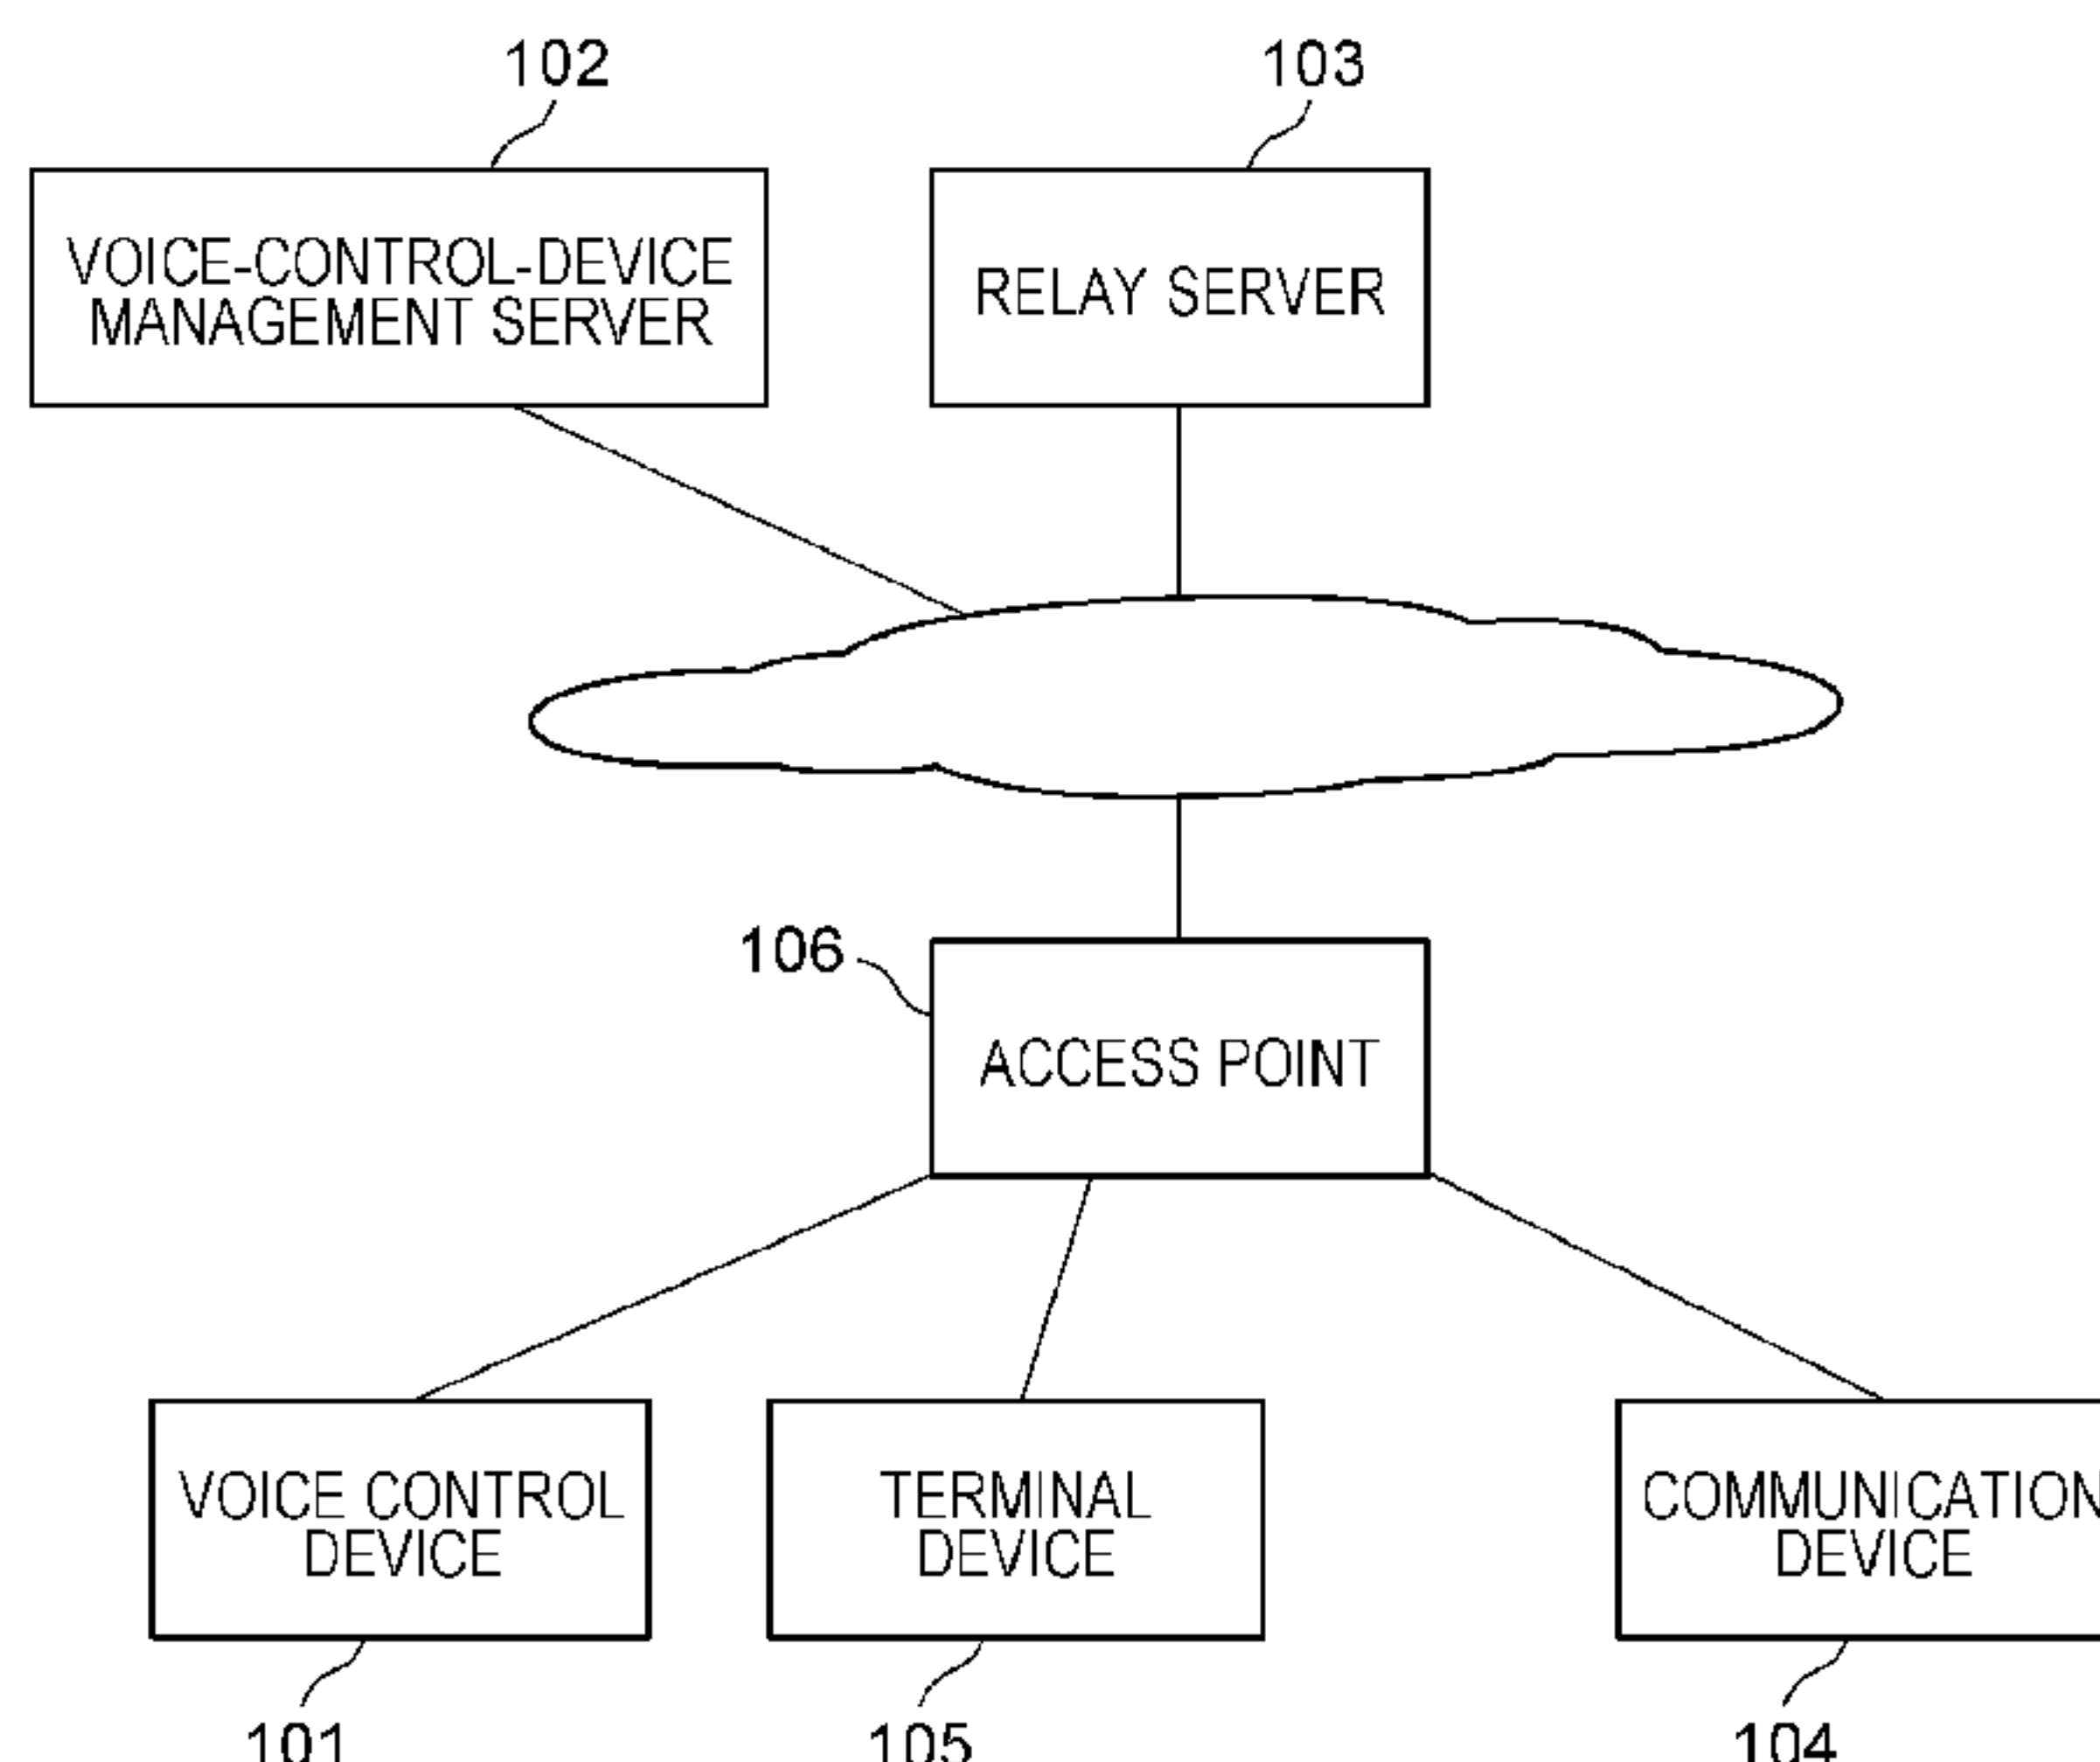 102
103
VOICE-CONTROL-DEVICE
MANAGEMENT SERVER
RELAY SERVER
106
ACCESS POINT
VOICE CONTROL
DEVICE
TERMINAL
DEVICE
COMMUNICATION
DEVICE
101
105
104